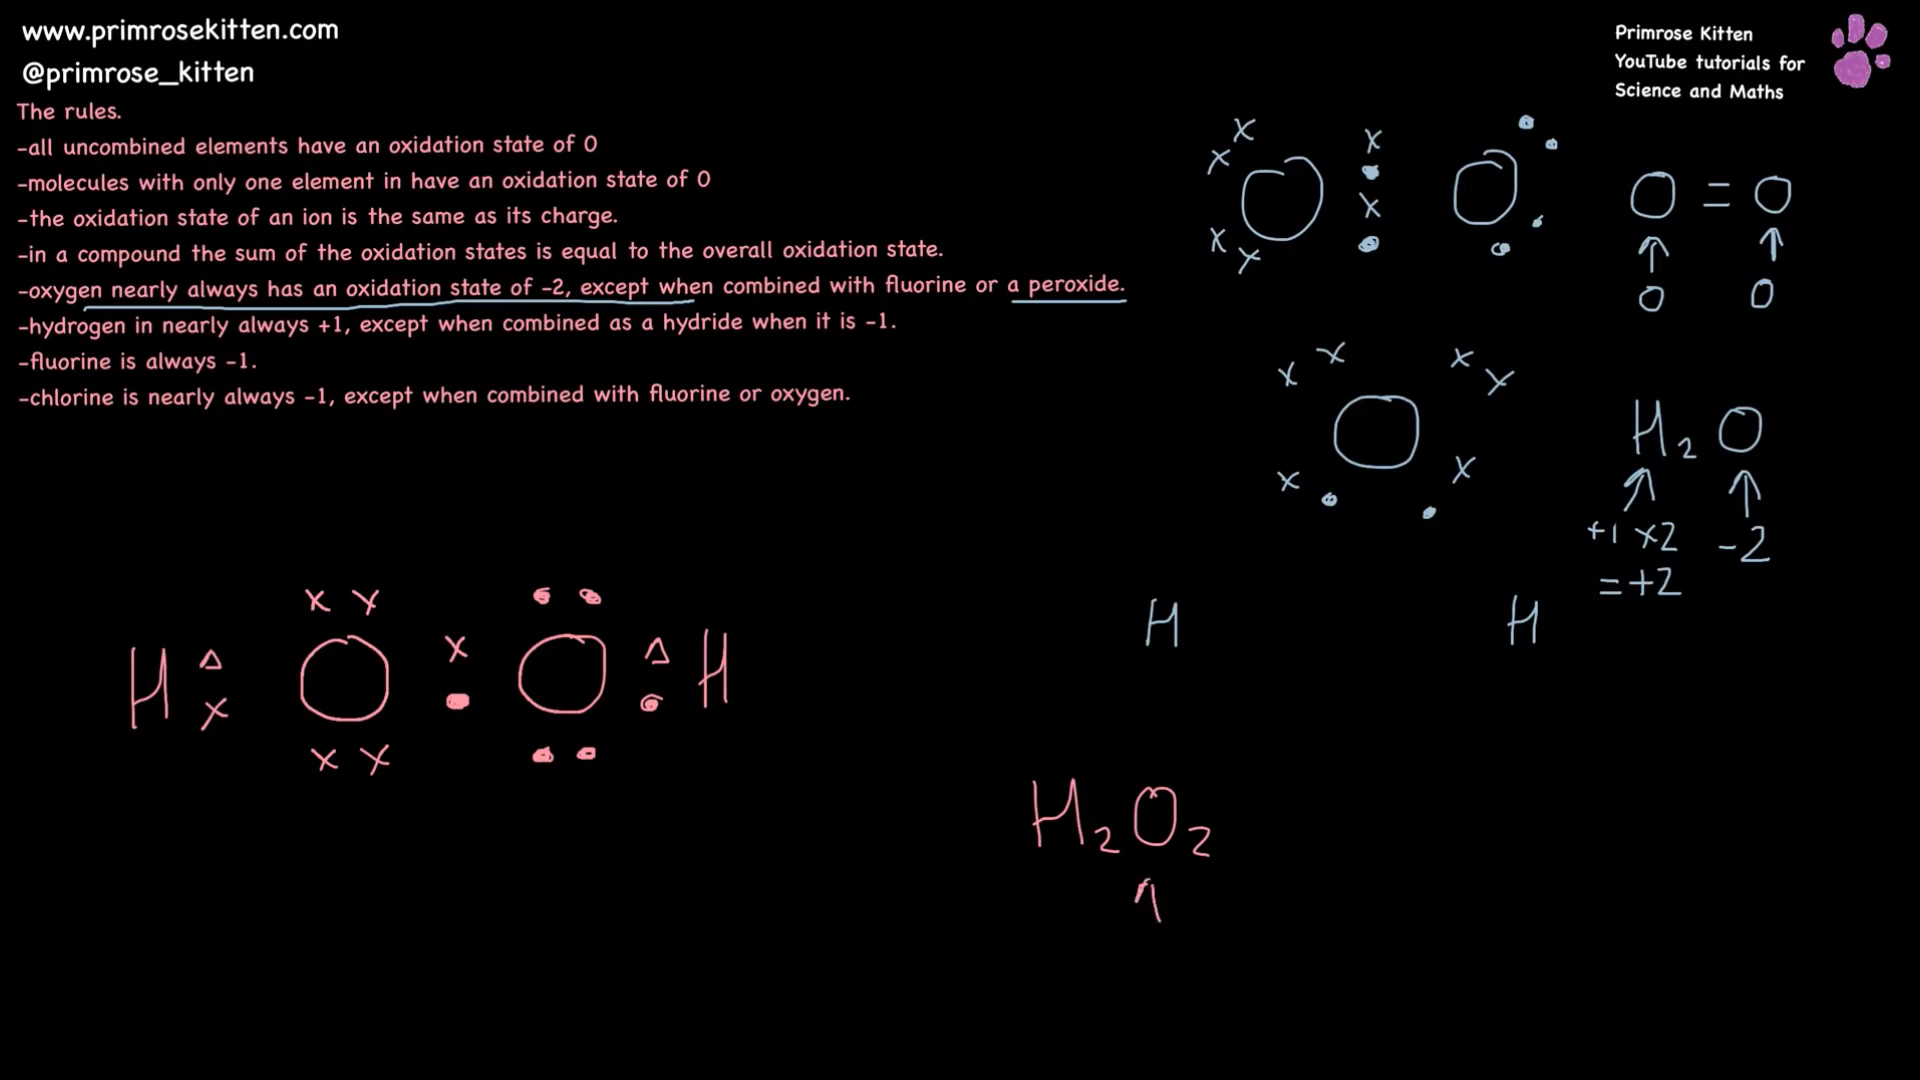 www.primrosekitten.com
@primrose_kitten
Primrose Kitten
YouTube tutorials for
Science and Maths
The rules.
-all uncombined elements have an oxidation state of 0
-molecules with only one element in have an oxidation state of 0
-the oxidation state of an ion is the same as its charge.
-in a compound the sum of the oxidation states is equal to the overall oxidation state.
-oxygen nearly always has an oxidation state of -2, except when combined with fluorine or a peroxide.
-hydrogen in nearly always +1, except when combined as a hydride when it is -1.
-fluorine is always -1.
-chlorine is nearly always -1, except when combined with fluorine or oxygen.
O = O
0 0
H₂O
+1 ×2 -2
= +2
H H
H O O H
H₂O₂